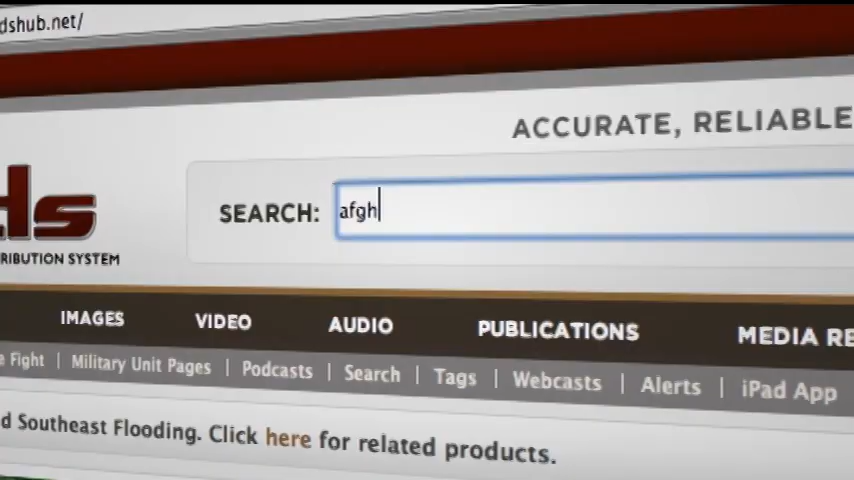 dshub.net/
ACCURATE, RELIABLE
ds
SEARCH: afgh
RIBUTION SYSTEM
IMAGES VIDEO AUDIO PUBLICATIONS MEDIA RE
e Fight | Military Unit Pages | Podcasts | Search | Tags | Webcasts | Alerts | iPad App
d Southeast Flooding. Click here for related products.